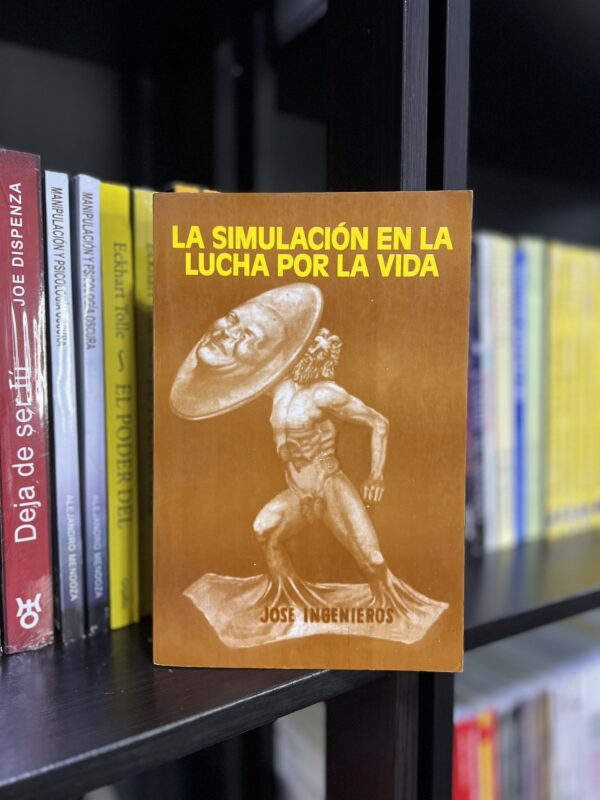 LA SIMULACIÓN EN LA
LUCHA POR LA VIDA
JOSE INGENIEROS
Deja de ser tú
JOE DISPENZA
MANIPULACIÓN Y PSICOLOGÍA OSCURA
ALEJANDRO MENDOZA
MANIPULACIÓN Y PSICOLOGÍA OSCURA
ALEJANDRO MENDOZA
Eckhart Tolle
EL PODER DEL